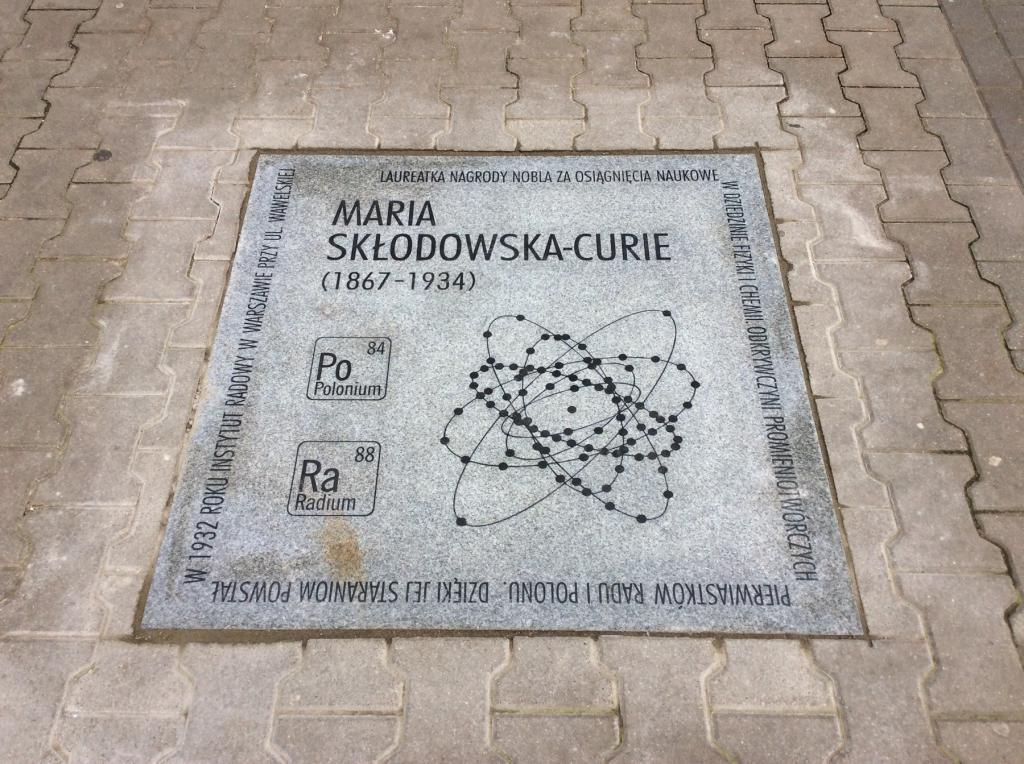 LAUREATKA NAGRODY NOBLA ZA OSIĄGNIĘCIA NAUKOWE
W DZIEDZINIE FIZYKI I CHEMII. ODKRYWCZYNI PROMIENIOTWÓRCZYCH
PIERWIASTKÓW RADU I POLONU. DZIĘKI JEJ STARANIOM POWSTAŁ
W 1932 ROKU INSTYTUT RADOWY W WARSZAWIE PRZY UL. WAWELSKIEJ
MARIA
SKŁODOWSKA-CURIE
(1867-1934)
84
Po
Polonium
88
Ra
Radium